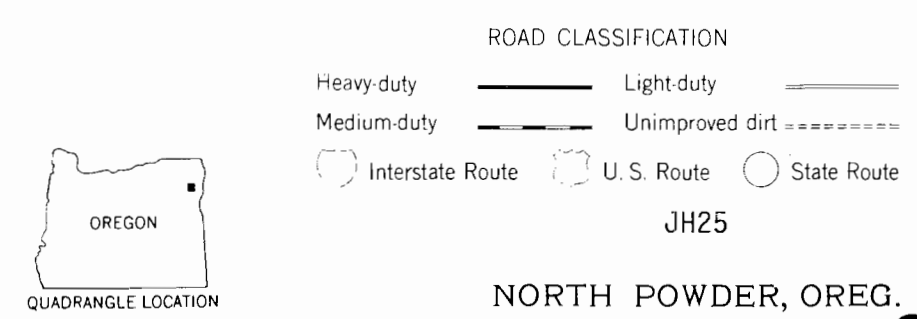 ROAD CLASSIFICATION
Heavy-duty Light-duty
Medium-duty Unimproved dirt
Interstate Route U. S. Route State Route
JH25
OREGON
QUADRANGLE LOCATION
NORTH POWDER, OREG.